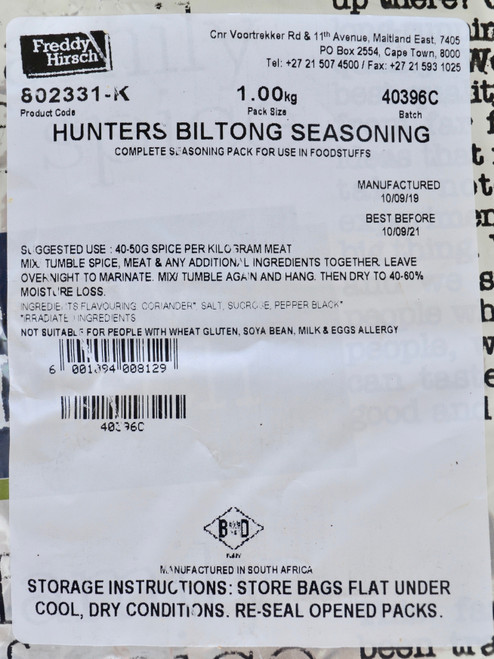 Freddy
Hirsch
Cnr Voortrekker Rd & 11th Avenue, Maitland East, 7405
PO Box 2554, Cape Town, 8000
Tel: +27 21 507 4500 / Fax: +27 21 593 1025
802331-K
Product Code
1.00kg
Pack Size
40396C
Batch
HUNTERS BILTONG SEASONING
COMPLETE SEASONING PACK FOR USE IN FOODSTUFFS
MANUFACTURED
10/09/19
BEST BEFORE
10/09/21
SUGGESTED USE : 40-50G SPICE PER KILOGRAM MEAT
MIX, TUMBLE SPICE, MEAT & ANY ADDITIONAL INGREDIENTS TOGETHER. LEAVE
OVERNIGHT TO MARINATE. MIX/ TUMBLE AGAIN AND HANG. THEN DRY TO 40-60%
MOISTURE LOSS.
INGREDIENTS FLAVOURING, CORIANDER*, SALT, SUCROSE, PEPPER BLACK*
*IRRADIATED INGREDIENTS
NOT SUITABLE FOR PEOPLE WITH WHEAT GLUTEN, SOYA BEAN, MILK & EGGS ALLERGY
6 001094 008129
40396C
B D
MANUFACTURED IN SOUTH AFRICA
STORAGE INSTRUCTIONS: STORE BAGS FLAT UNDER
COOL, DRY CONDITIONS. RE-SEAL OPENED PACKS.